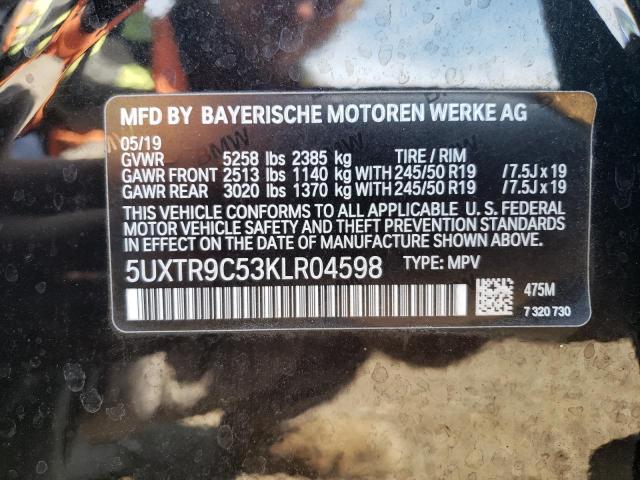 MFD BY BAYERISCHE MOTOREN WERKE AG
05/19
GVWR 5258 lbs 2385 kg TIRE / RIM
GAWR FRONT 2513 lbs 1140 kg WITH 245/50 R19 /7.5J x 19
GAWR REAR 3020 lbs 1370 kg WITH 245/50 R19 /7.5J x 19
THIS VEHICLE CONFORMS TO ALL APPLICABLE U. S. FEDERAL
MOTOR VEHICLE SAFETY AND THEFT PREVENTION STANDARDS
IN EFFECT ON THE DATE OF MANUFACTURE SHOWN ABOVE.
5UXTR9C53KLR04598 TYPE: MPV
475M
7 320 730